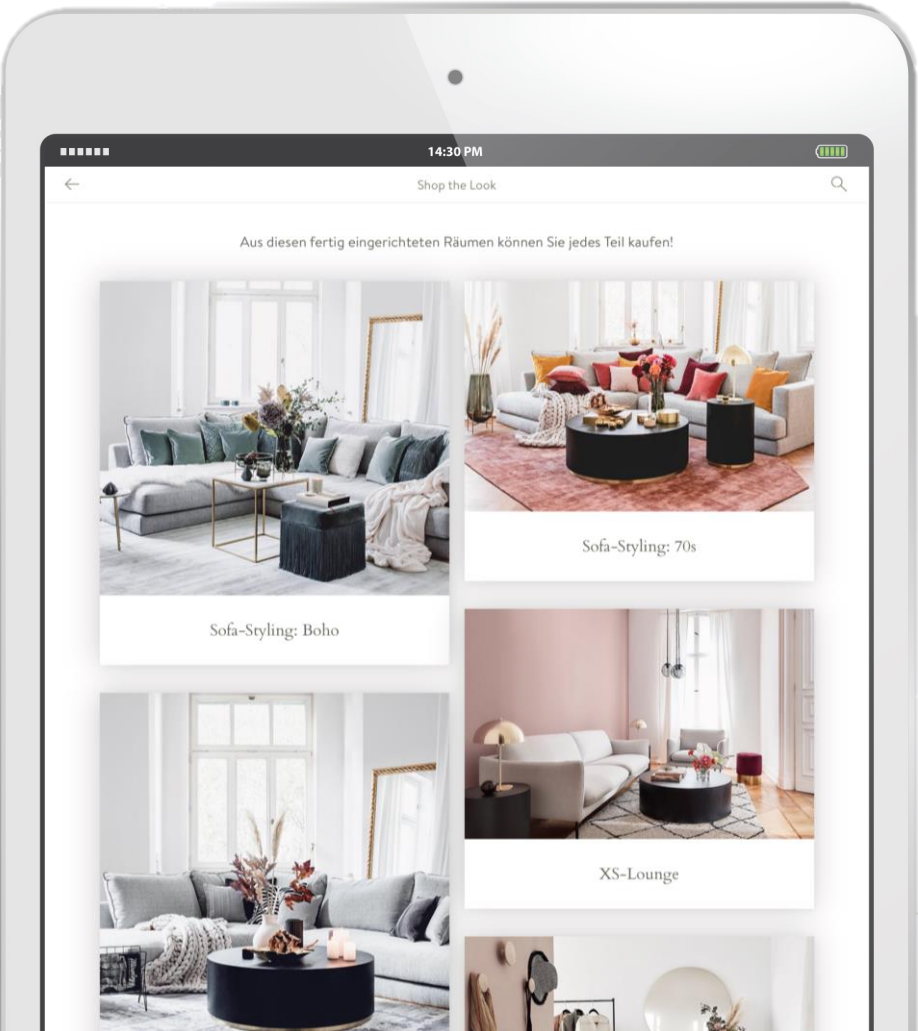 14:30 PM
Shop the Look
Aus diesen fertig eingerichteten Räumen können Sie jedes Teil kaufen!
Sofa-Styling: 70s
Sofa-Styling: Boho
XS-Lounge